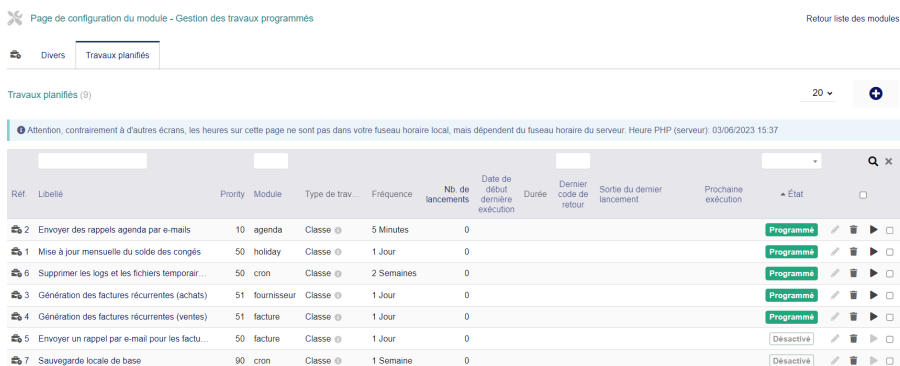 Page de configuration du module - Gestion des travaux programmés
Retour liste des modules
Divers
Travaux planifiés
Travaux planifiés (9)
20
Attention, contrairement à d'autres écrans, les heures sur cette page ne sont pas dans votre fuseau horaire local, mais dépendent du fuseau horaire du serveur. Heure PHP (serveur): 03/06/2023 15:37
Réf. Libellé Prority Module Type de trav... Fréquence Nb. de lancements Date de début dernière exécution Durée Dernier code de retour Sortie du dernier lancement Prochaine exécution État
2 Envoyer des rappels agenda par e-mails 10 agenda Classe 5 Minutes 0 Programmé
1 Mise à jour mensuelle du solde des congés 50 holiday Classe 1 Jour 0 Programmé
6 Supprimer les logs et les fichiers temporair... 50 cron Classe 2 Semaines 0 Programmé
3 Génération des factures récurrentes (achats) 51 fournisseur Classe 1 Jour 0 Programmé
4 Génération des factures récurrentes (ventes) 51 facture Classe 1 Jour 0 Programmé
5 Envoyer un rappel par e-mail pour les factu... 50 facture Classe 1 Jour 0 Désactivé
7 Sauvegarde locale de base 90 cron Classe 1 Semaine 0 Désactivé